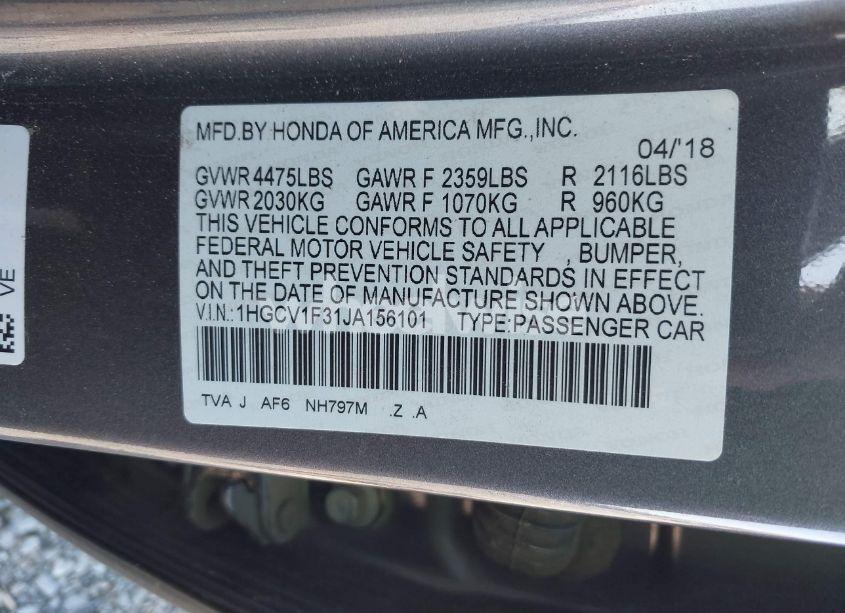 MFD.BY HONDA OF AMERICA MFG.,INC.
04/'18
GVWR 4475LBS GAWR F 2359LBS R 2116LBS
GVWR 2030KG GAWR F 1070KG R 960KG
THIS VEHICLE CONFORMS TO ALL APPLICABLE
FEDERAL MOTOR VEHICLE SAFETY , BUMPER,
AND THEFT PREVENTION STANDARDS IN EFFECT
ON THE DATE OF MANUFACTURE SHOWN ABOVE.
V.I.N.:1HGCV1F31JA156101 TYPE:PASSENGER CAR
TVA J AF6 NH797M .Z .A
VE